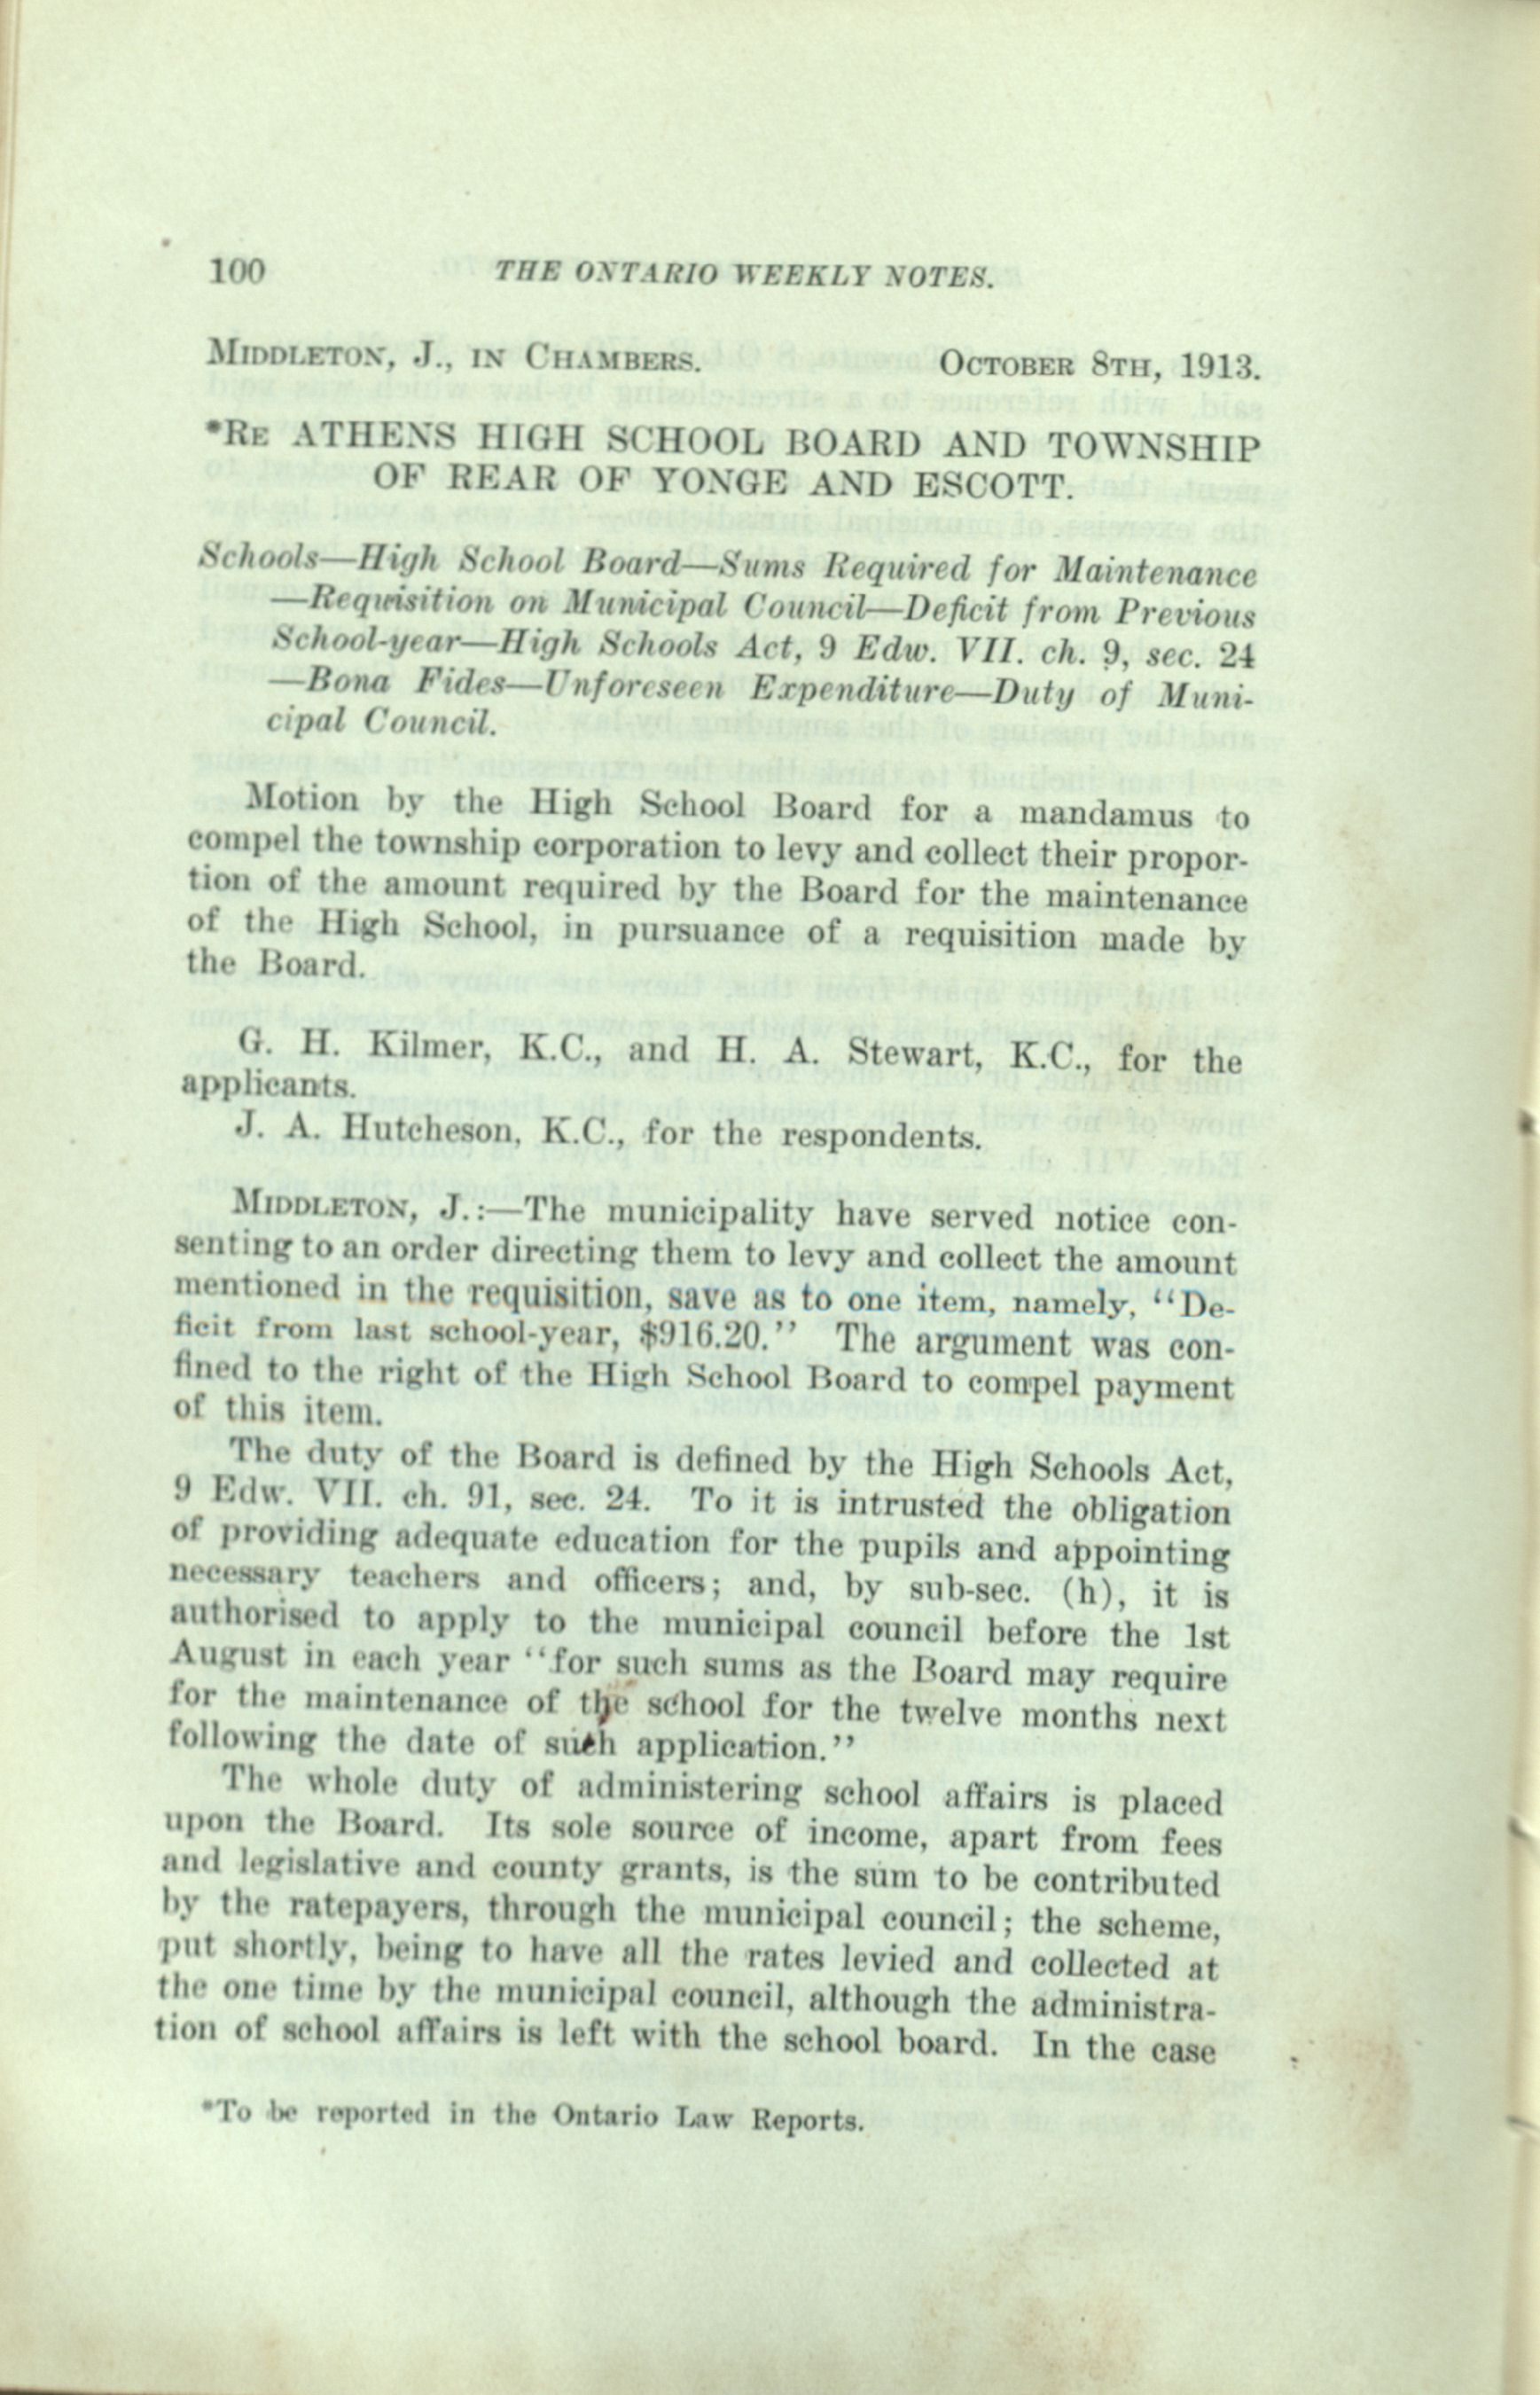 100 THE ONTARIO WEEKLY NOTES.
MIDDLETON, J., IN CHAMBERS. OCTOBER 8TH, 1913.
*RE ATHENS HIGH SCHOOL BOARD AND TOWNSHIP
OF REAR OF YONGE AND ESCOTT.
Schools—High School Board—Sums Required for Maintenance
—Requisition on Municipal Council—Deficit from Previous
School-year—High Schools Act, 9 Edw. VII. ch. 9, sec. 24
—Bona Fides—Unforeseen Expenditure—Duty of Muni-
cipal Council.
Motion by the High School Board for a mandamus to
compel the township corporation to levy and collect their propor-
tion of the amount required by the Board for the maintenance
of the High School, in pursuance of a requisition made by
the Board.
G. H. Kilmer, K.C., and H. A. Stewart, K.C., for the
applicants.
J. A. Hutcheson, K.C., for the respondents.
MIDDLETON, J.:—The municipality have served notice con-
senting to an order directing them to levy and collect the amount
mentioned in the requisition, save as to one item, namely, "De-
ficit from last school-year, $916.20." The argument was con-
fined to the right of the High School Board to compel payment
of this item.
The duty of the Board is defined by the High Schools Act,
9 Edw. VII. ch. 91, sec. 24. To it is intrusted the obligation
of providing adequate education for the pupils and appointing
necessary teachers and officers; and, by sub-sec. (h), it is
authorised to apply to the municipal council before the 1st
August in each year "for such sums as the Board may require
for the maintenance of the school for the twelve months next
following the date of such application."
The whole duty of administering school affairs is placed
upon the Board. Its sole source of income, apart from fees
and legislative and county grants, is the sum to be contributed
by the ratepayers, through the municipal council; the scheme,
put shortly, being to have all the rates levied and collected at
the one time by the municipal council, although the administra-
tion of school affairs is left with the school board. In the case
*To be reported in the Ontario Law Reports.